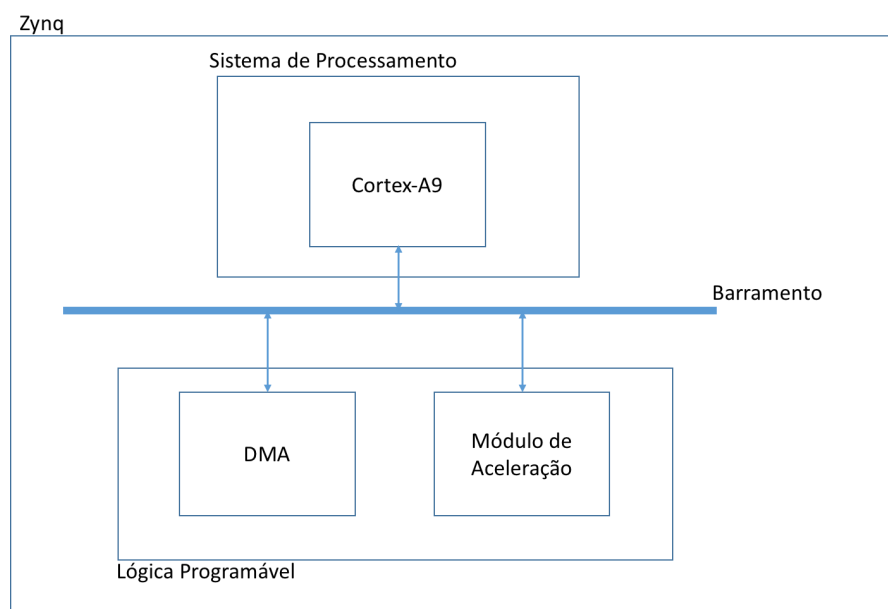 Zynq
Sistema de Processamento
Cortex-A9
Barramento
DMA
Módulo de
Aceleração
Lógica Programável